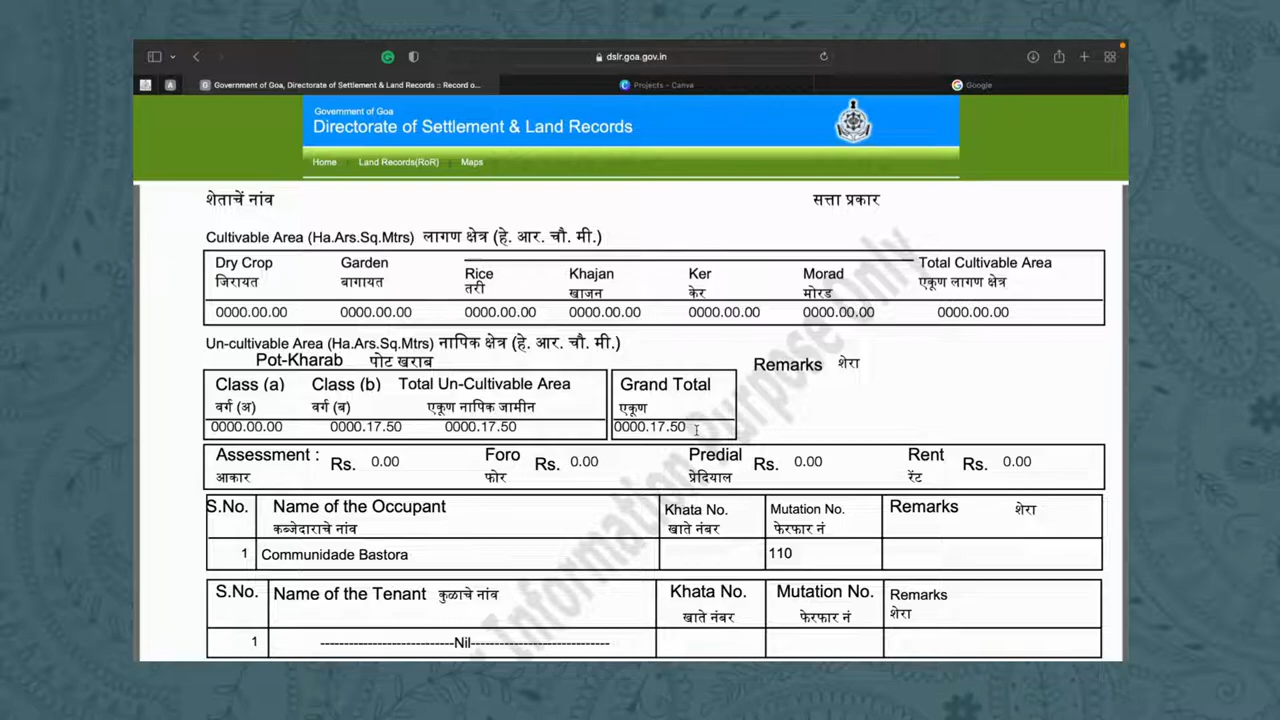 dslr.goa.gov.in
A
Government of Goa, Directorate of Settlement & Land Records :: Record o...
Projects – Canva
Google
Government of Goa
Directorate of Settlement & Land Records
Home Land Records(RoR) Maps
शेताचें नांव सत्ता प्रकार
Cultivable Area (Ha.Ars.Sq.Mtrs) लागण क्षेत्र (हे. आर. चौ. मी.)
Dry Crop Garden Rice Khajan Ker Morad Total Cultivable Area
जिरायत बागायत तरी खाजन केर मोरड एकूण लागण क्षेत्र
0000.00.00 0000.00.00 0000.00.00 0000.00.00 0000.00.00 0000.00.00 0000.00.00
Un-cultivable Area (Ha.Ars.Sq.Mtrs) नापिक क्षेत्र (हे. आर. चौ. मी.)
Pot-Kharab पोट खराब Remarks शेरा
Class (a) Class (b) Total Un-Cultivable Area Grand Total
वर्ग (अ) वर्ग (ब) एकूण नापिक जामीन एकूण
0000.00.00 0000.17.50 0000.17.50 0000.17.50
Assessment : Rs. 0.00 Foro Rs. 0.00 Predial Rs. 0.00 Rent Rs. 0.00
आकार फोर प्रेदियाल रेंट
S.No. Name of the Occupant Khata No. Mutation No. Remarks शेरा
कब्जेदाराचे नांव खाते नंबर फेरफार नं
1 Communidade Bastora 110
S.No. Name of the Tenant कुळाचे नांव Khata No. Mutation No. Remarks
खाते नंबर फेरफार नं शेरा
1 ----------------------------Nil----------------------------
Information Purpose Only